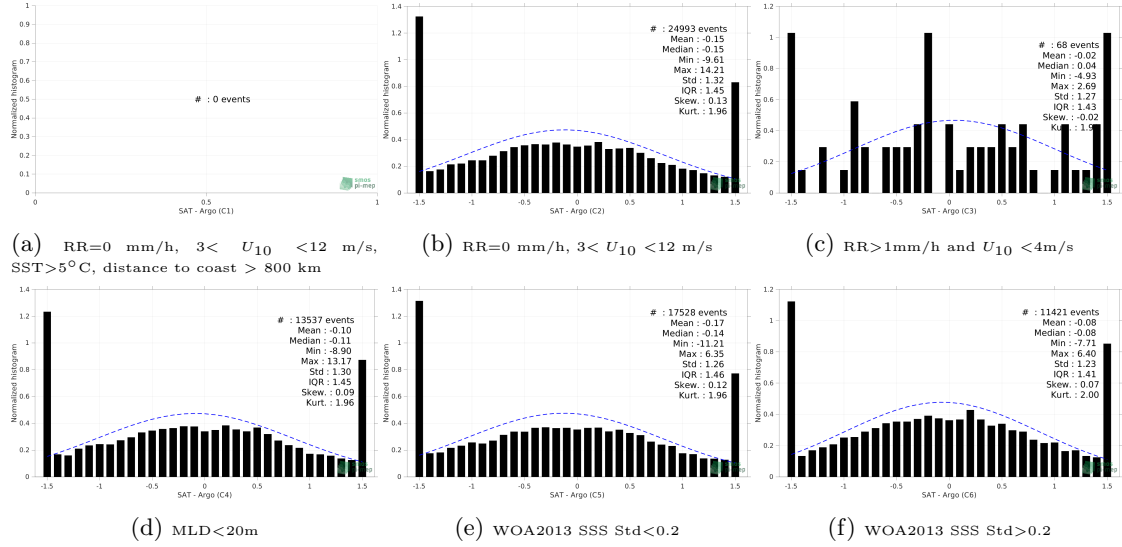 1
0.9
0.8
0.7
0.6
0.5
0.4
0.3
0.2
0.1
0
0
0.5
1
Normalized histogram
# : 0 events
smos
pi-mep
SAT - Argo (C1)
(a) RR=0 mm/h, 3< U10 <12 m/s,
SST>5°C, distance to coast > 800 km
1.4
1.2
1
0.8
0.6
0.4
0.2
0
-1.5
-1
-0.5
0
0.5
1
1.5
Normalized histogram
# : 24993 events
Mean : -0.15
Median : -0.15
Min : -9.61
Max : 14.21
Std : 1.32
IQR : 1.45
Skew. : 0.13
Kurt. : 1.96
smos
pi-mep
SAT - Argo (C2)
(b) RR=0 mm/h, 3< U10 <12 m/s
1.2
1
0.8
0.6
0.4
0.2
0
-1.5
-1
-0.5
0
0.5
1
1.5
Normalized histogram
# : 68 events
Mean : -0.02
Median : 0.04
Min : -4.93
Max : 2.69
Std : 1.27
IQR : 1.43
Skew. : -0.02
Kurt. :
SAT - Argo (C3)
(c) RR>1mm/h and U10 <4m/s
1.4
1.2
1
0.8
0.6
0.4
0.2
0
-1.5
-1
-0.5
0
0.5
1
1.5
Normalized histogram
# : 13537 events
Mean : -0.10
Median : -0.11
Min : -8.90
Max : 13.17
Std : 1.30
IQR : 1.45
Skew. : 0.09
Kurt. : 1.96
SAT - Argo (C4)
(d) MLD<20m
1.4
1.2
1
0.8
0.6
0.4
0.2
0
-1.5
-1
-0.5
0
0.5
1
1.5
Normalized histogram
# : 17528 events
Mean : -0.17
Median : -0.14
Min : -11.21
Max : 6.35
Std : 1.26
IQR : 1.46
Skew. : 0.12
Kurt. : 1.96
SAT - Argo (C5)
(e) WOA2013 SSS Std<0.2
1.2
1
0.8
0.6
0.4
0.2
0
-1.5
-1
-0.5
0
0.5
1
1.5
Normalized histogram
# : 11421 events
Mean : -0.08
Median : -0.08
Min : -7.71
Max : 6.40
Std : 1.23
IQR : 1.41
Skew. : 0.07
Kurt. : 2.00
SAT - Argo (C6)
(f) WOA2013 SSS Std>0.2